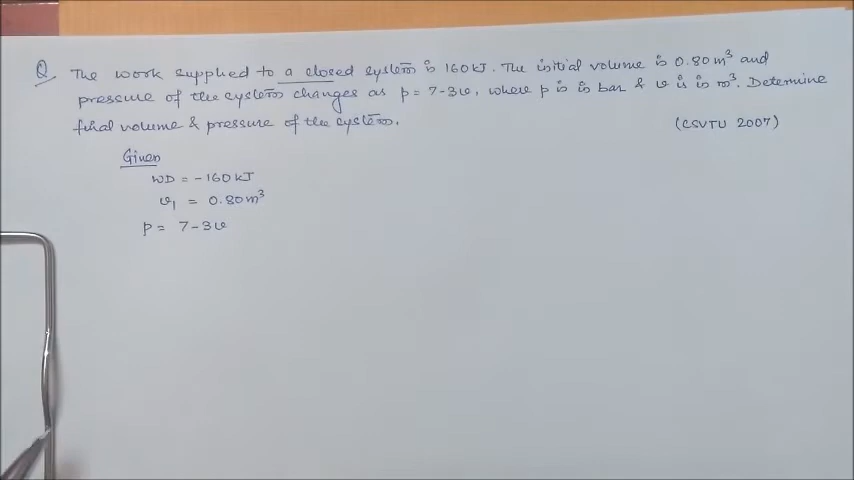 Q. The work supplied to a closed system is 160 kJ. The initial volume is 0.80 m³ and
pressure of the system changes as p = 7-3v, where p is in bar & v is in m³. Determine
final volume & pressure of the system.
(CSVTU 2007)
Given
WD = -160 kJ
v₁ = 0.80 m³
p = 7-3v